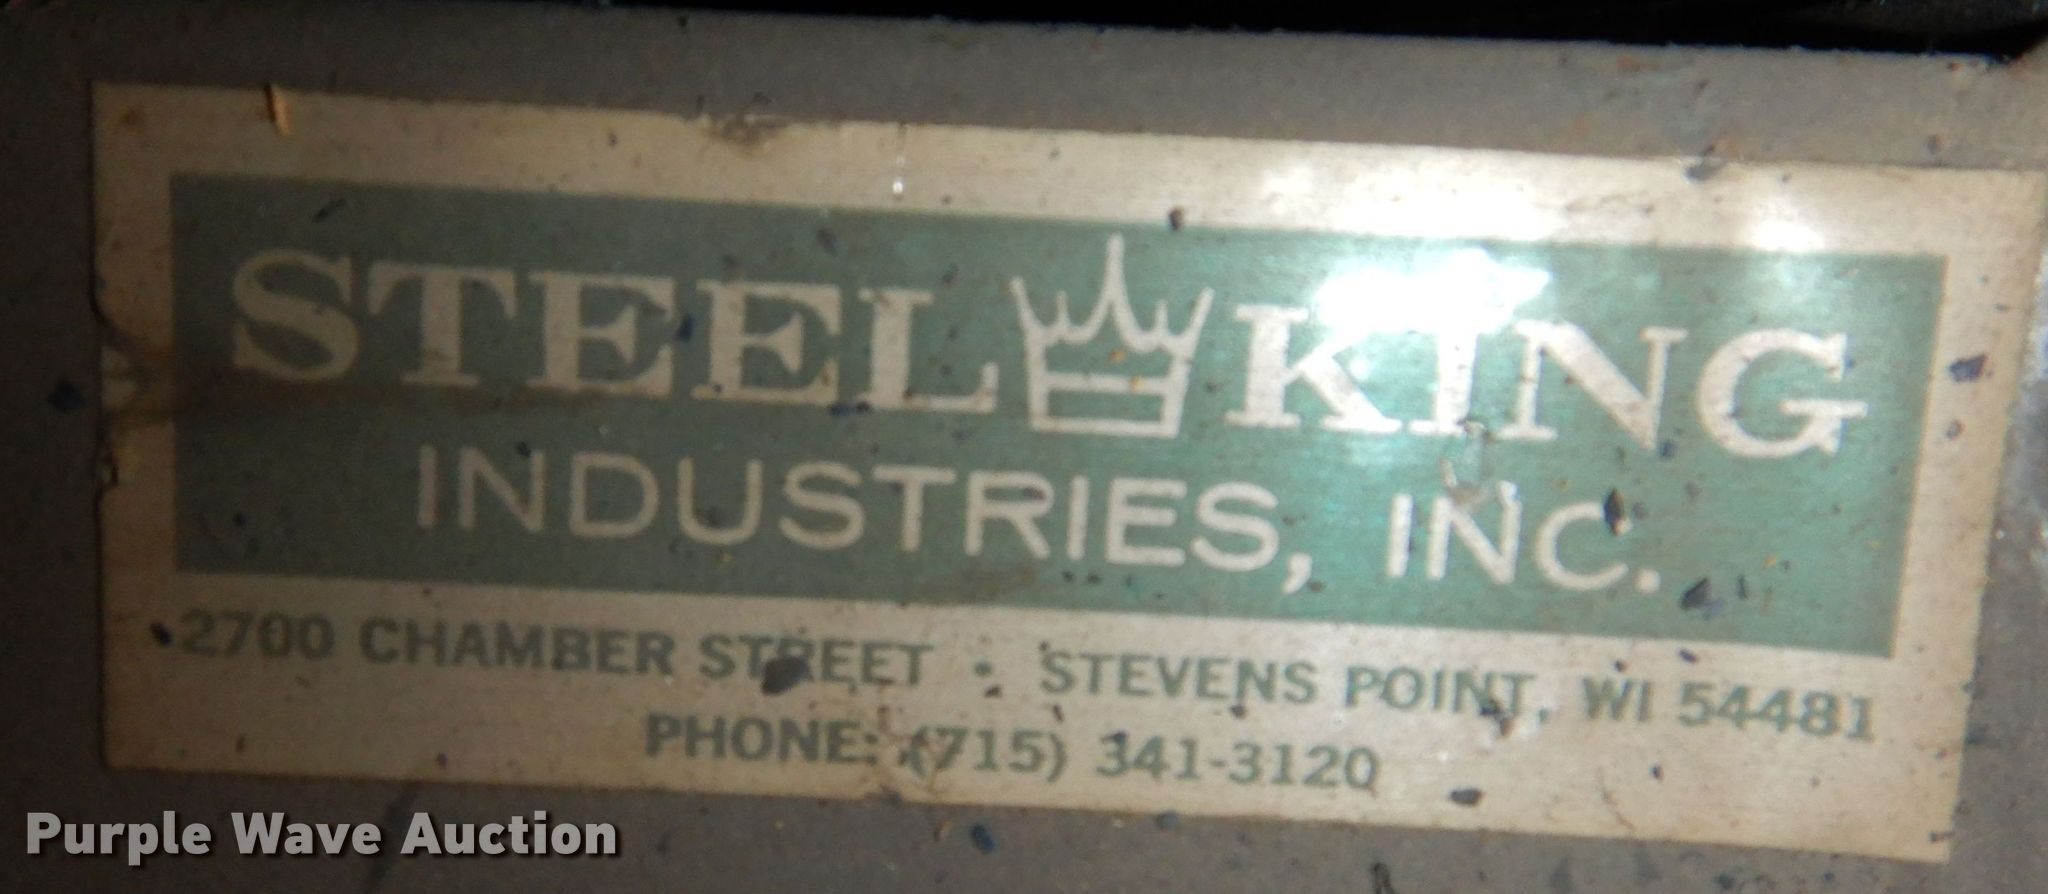 STEEL KING
INDUSTRIES, INC.
2700 CHAMBER STREET • STEVENS POINT, WI 54481
PHONE: (715) 341-3120
Purple Wave Auction